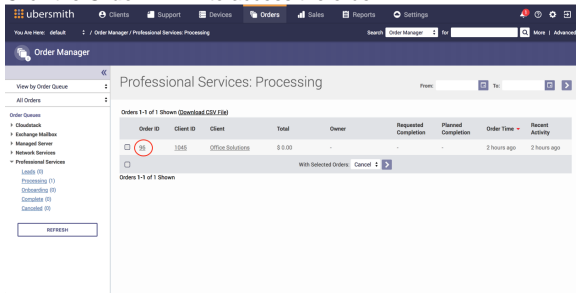 ubersmith Clients Support Devices Orders Sales Reports Settings
You Are Here: default / Order Manager / Professional Services: Processing Search Order Manager for More | Advanced
Order Manager
View by Order Queue
All Orders
Order Queues
Cloudstack
Exchange Mailbox
Managed Server
Network Services
Professional Services
Leads (0)
Processing (1)
Onboarding (0)
Complete (0)
Canceled (0)
REFRESH
Professional Services: Processing From: To:
Orders 1-1 of 1 Shown (Download CSV File)
Order ID Client ID Client Total Owner Requested Completion Planned Completion Order Time Recent Activity
95 1045 Office Solutions $ 0.00 - - - 2 hours ago 2 hours ago
With Selected Orders: Cancel
Orders 1-1 of 1 Shown